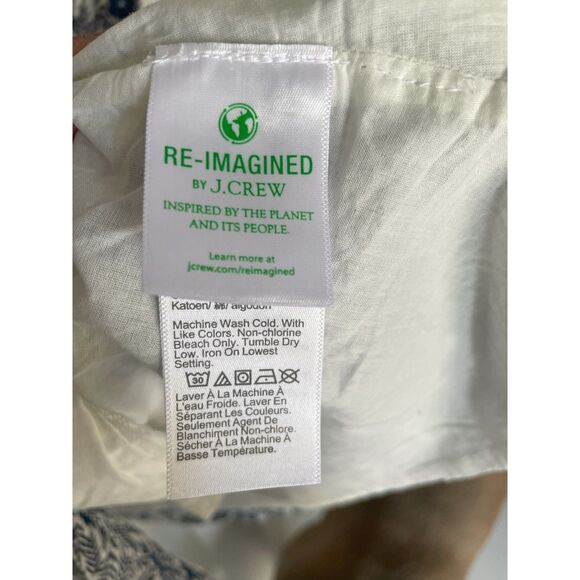 RE-IMAGINED
BY J.CREW
INSPIRED BY THE PLANET
AND ITS PEOPLE.
Learn more at
jcrew.com/reimagined
Katoen/ algodón
Machine Wash Cold. With
Like Colors. Non-chlorine
Bleach Only. Tumble Dry
Low. Iron On Lowest
Setting.
30
Laver À La Machine À
L'eau Froide. Laver En
Séparant Les Couleurs.
Seulement Agent De
Blanchiment Non-chlore.
Sécher À La Machine À
Basse Température.